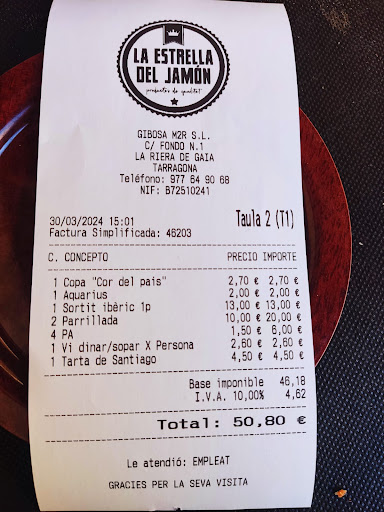 LA ESTRELLA
DEL JAMÓN
productes de qualitat
GIBOSA M2R S.L.
C/ FONDO N.1
LA RIERA DE GAIA
TARRAGONA
Teléfono: 977 64 90 68
NIF: B72510241
30/03/2024 15:01 Taula 2 (T1)
Factura Simplificada: 46203
C. CONCEPTO PRECIO IMPORTE
1 Copa "Cor del pais" 2,70 € 2,70 €
1 Aquarius 2,00 € 2,00 €
1 Sortit ibèric 1p 13,00 € 13,00 €
2 Parrillada 10,00 € 20,00 €
4 PA 1,50 € 6,00 €
1 Vi dinar/sopar X Persona 2,60 € 2,60 €
1 Tarta de Santiago 4,50 € 4,50 €
Base imponible 46,18
I.V.A. 10,00% 4,62
Total: 50,80 €
Le atendió: EMPLEAT
GRACIES PER LA SEVA VISITA